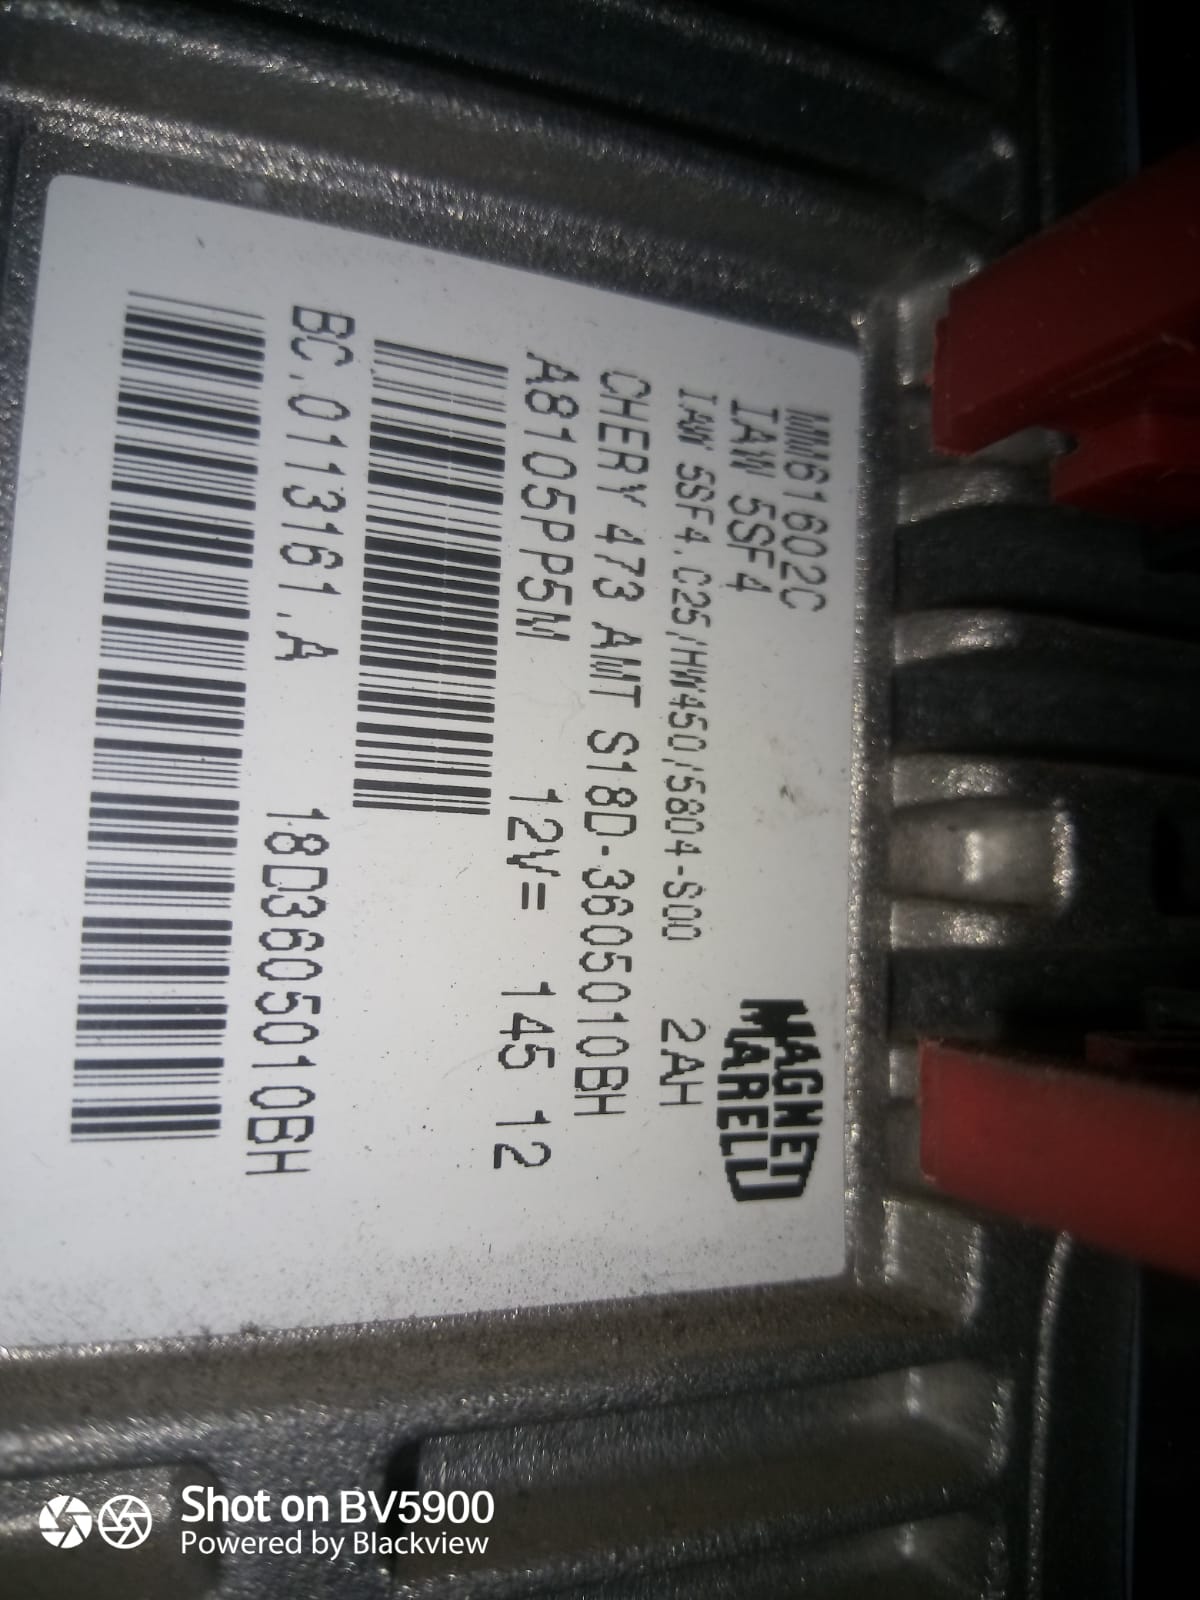 MM61602C
IAW 5SF4
MAGNETI
MARELLI
IAW 5SF4.C25/HW450/5804-S00 2AH
CHERY 473 AMT S18D-3605010BH
A8105PP5M 12V= 145 12
BC.0113161.A 18D3605010BH
Shot on BV5900
Powered by Blackview